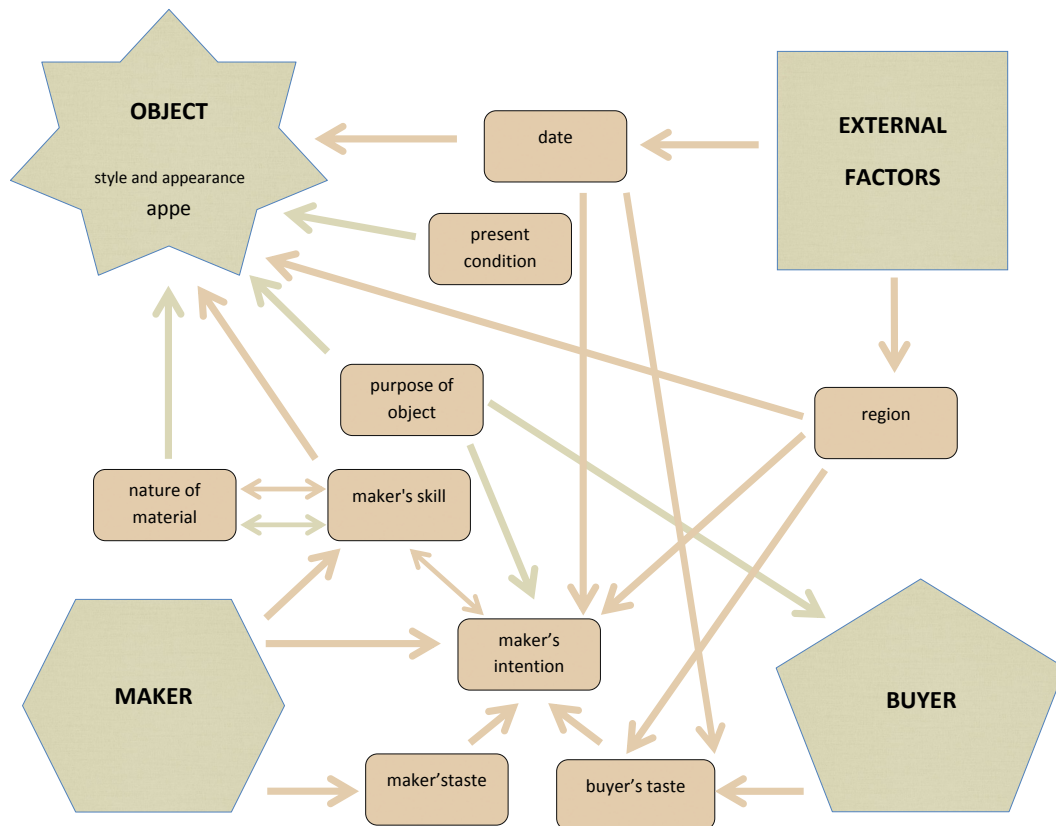 OBJECT
style and appearance
appe
date
EXTERNAL
FACTORS
present
condition
purpose of
object
region
nature of
material
maker's skill
maker’s
intention
MAKER
BUYER
maker’staste
buyer’s taste